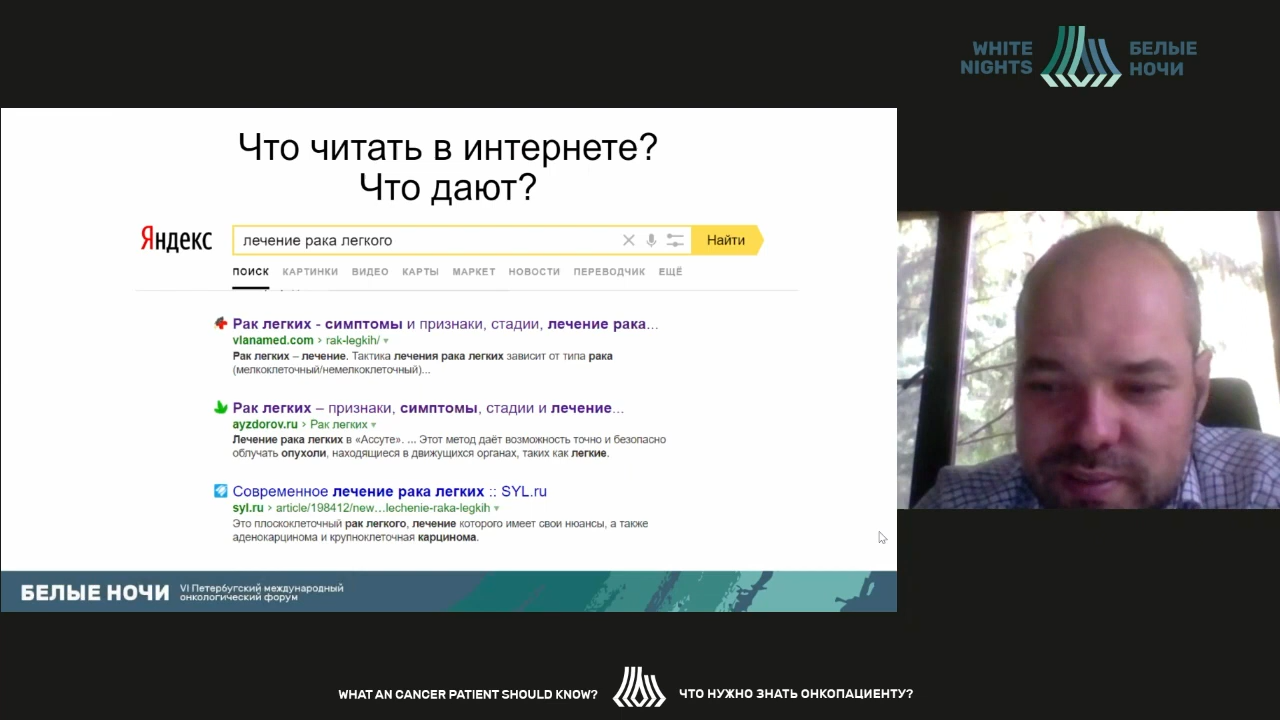 WHITE
NIGHTS
БЕЛЫЕ
НОЧИ
Что читать в интернете?
Что дают?
Яндекс
лечение рака легкого
Найти
ПОИСК КАРТИНКИ ВИДЕО КАРТЫ МАРКЕТ НОВОСТИ ПЕРЕВОДЧИК ЕЩЁ
Рак легких - симптомы и признаки, стадии, лечение рака...
vlanamed.com › rak-legkih/
Рак легких – лечение. Тактика лечения рака легких зависит от типа рака
(мелкоклеточный/немелкоклеточный)...
Рак легких – признаки, симптомы, стадии и лечение...
ayzdorov.ru › Рак легких
Лечение рака легких в «Ассуте». ... Этот метод даёт возможность точно и безопасно
облучать опухоли, находящиеся в движущихся органах, таких как легкие.
Современное лечение рака легких :: SYL.ru
syl.ru › article/198412/new...lechenie-raka-legkih
Это плоскоклеточный рак легкого, лечение которого имеет свои нюансы, а также
аденокарцинома и крупноклеточная карцинома.
БЕЛЫЕ НОЧИ
VI Петербугский международный
онкологический форум
WHAT AN CANCER PATIENT SHOULD KNOW?
ЧТО НУЖНО ЗНАТЬ ОНКОПАЦИЕНТУ?